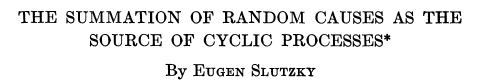 THE SUMMATION OF RANDOM CAUSES AS THE
SOURCE OF CYCLIC PROCESSES*
By Eugen Slutzky